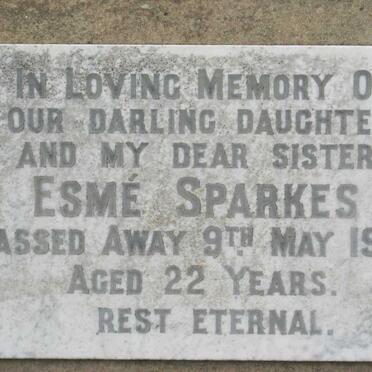 IN LOVING MEMORY O
OUR DARLING DAUGHTE
AND MY DEAR SISTER
ESMÉ SPARKES
ASSED AWAY 9TH MAY 19
AGED 22 YEARS.
REST ETERNAL.